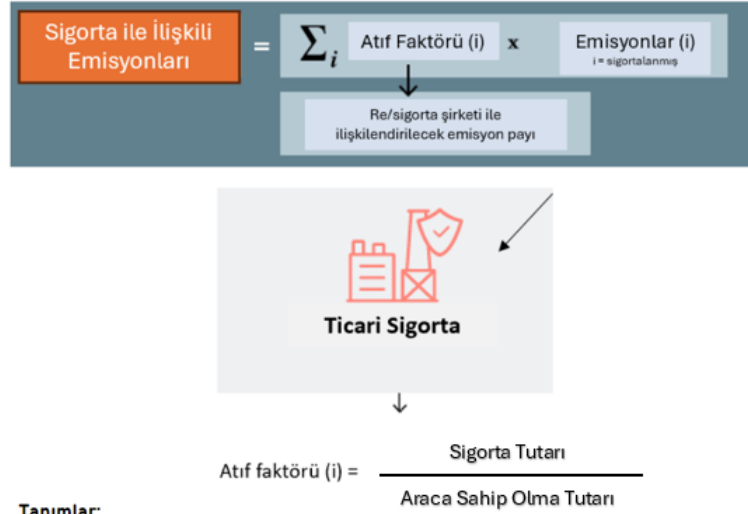 Sigorta ile İlişkili
Emisyonları
=
∑i
Atıf Faktörü (i)
x
Emisyonlar (i)
i = sigortalanmış
Re/sigorta şirketi ile
ilişkilendirilecek emisyon payı
Ticari Sigorta
Atıf faktörü (i) =
Sigorta Tutarı
Araca Sahip Olma Tutarı
Tanımlar: